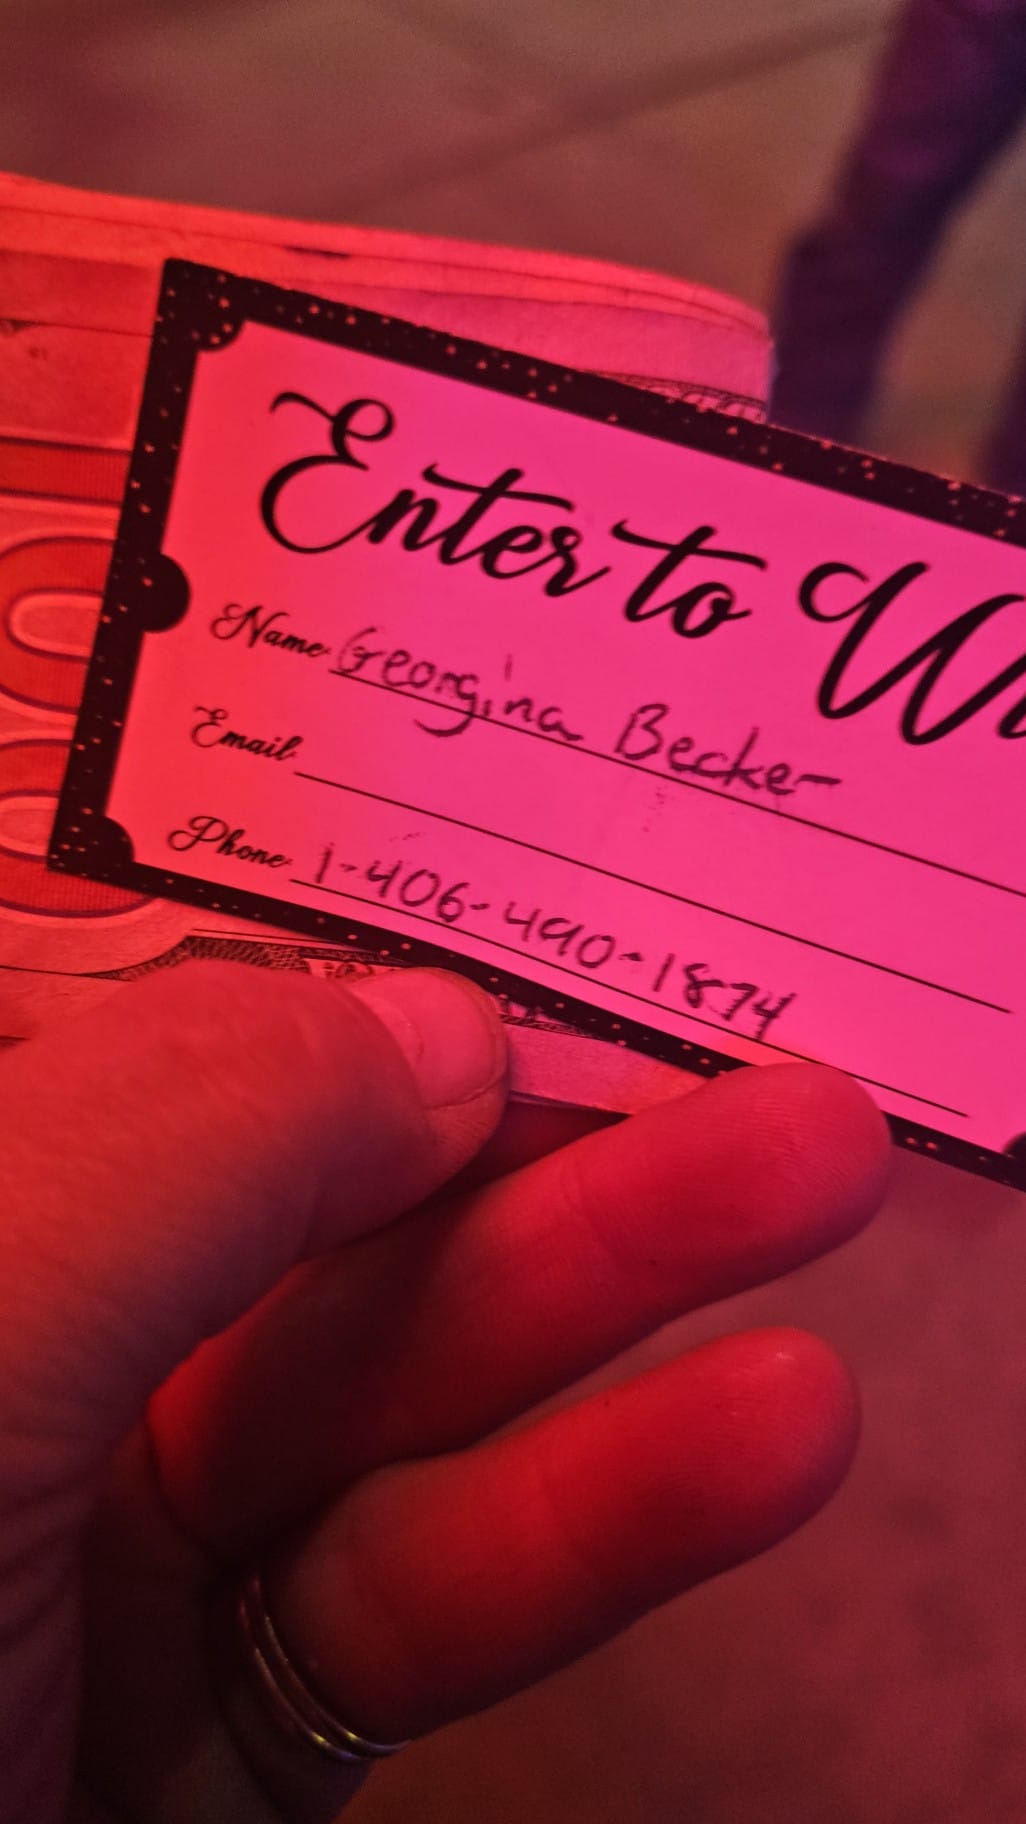 Enter to W
Name: Georgina Becker
Email:
Phone: 1-406-490-1874